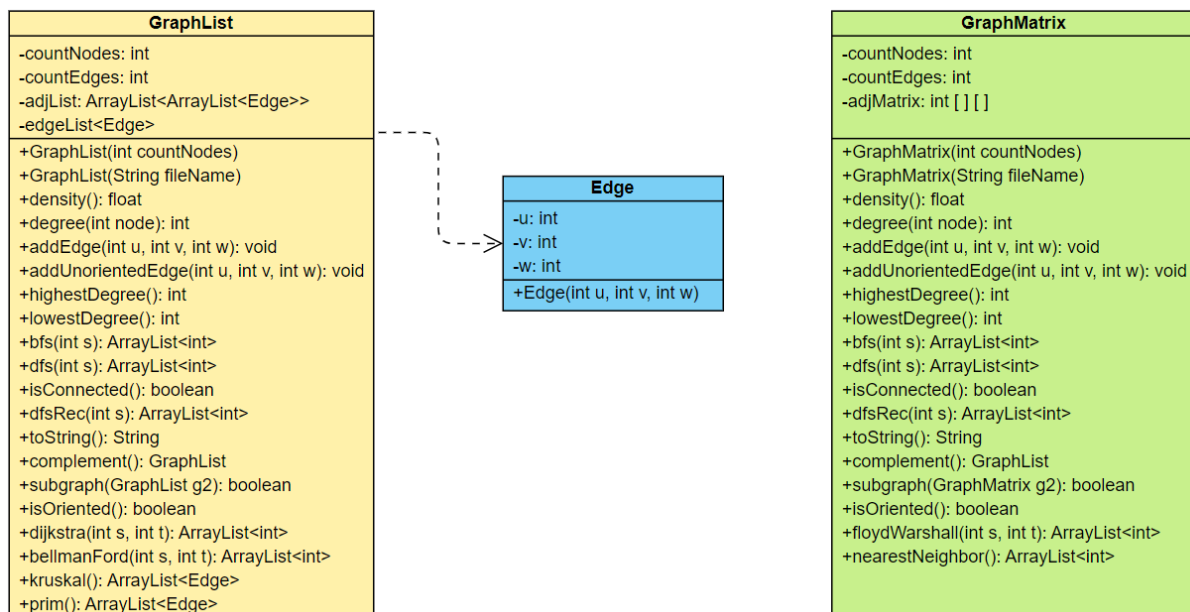 GraphList
-countNodes: int
-countEdges: int
-adjList: ArrayList<ArrayList<Edge>>
-edgeList<Edge>
+GraphList(int countNodes)
+GraphList(String fileName)
+density(): float
+degree(int node): int
+addEdge(int u, int v, int w): void
+addUnorientedEdge(int u, int v, int w): void
+highestDegree(): int
+lowestDegree(): int
+bfs(int s): ArrayList<int>
+dfs(int s): ArrayList<int>
+isConnected(): boolean
+dfsRec(int s): ArrayList<int>
+toString(): String
+complement(): GraphList
+subgraph(GraphList g2): boolean
+isOriented(): boolean
+dijkstra(int s, int t): ArrayList<int>
+bellmanFord(int s, int t): ArrayList<int>
+kruskal(): ArrayList<Edge>
+prim(): ArrayList<Edge>
Edge
-u: int
-v: int
-w: int
+Edge(int u, int v, int w)
GraphMatrix
-countNodes: int
-countEdges: int
-adjMatrix: int [ ] [ ]
+GraphMatrix(int countNodes)
+GraphMatrix(String fileName)
+density(): float
+degree(int node): int
+addEdge(int u, int v, int w): void
+addUnorientedEdge(int u, int v, int w): void
+highestDegree(): int
+lowestDegree(): int
+bfs(int s): ArrayList<int>
+dfs(int s): ArrayList<int>
+isConnected(): boolean
+dfsRec(int s): ArrayList<int>
+toString(): String
+complement(): GraphList
+subgraph(GraphMatrix g2): boolean
+isOriented(): boolean
+floydWarshall(int s, int t): ArrayList<int>
+nearestNeighbor(): ArrayList<int>